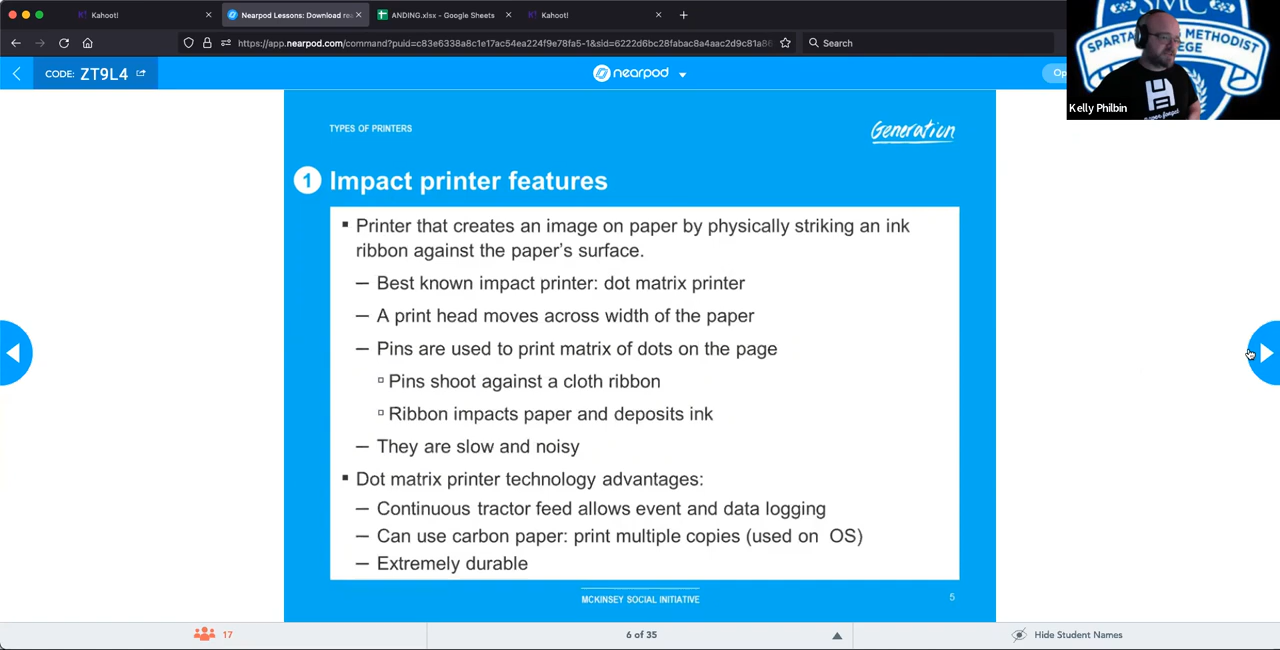 Kahoot!
Nearpod Lessons: Download re
ANDING.xlsx - Google Sheets
Kahoot!
https://app.nearpod.com/command?puid=c83e6338a8c1e17ac54ea224f9e78fa5-1&sid=6222d6bc28fabac8a4aac2d9c81a8
Search
SMC
SPARTA METHODIST
EGE
Kelly Philbin
CODE: ZT9L4
nearpod
Op
TYPES OF PRINTERS
Generation
1 Impact printer features
▪ Printer that creates an image on paper by physically striking an ink
ribbon against the paper's surface.
– Best known impact printer: dot matrix printer
– A print head moves across width of the paper
– Pins are used to print matrix of dots on the page
▫ Pins shoot against a cloth ribbon
▫ Ribbon impacts paper and deposits ink
– They are slow and noisy
▪ Dot matrix printer technology advantages:
– Continuous tractor feed allows event and data logging
– Can use carbon paper: print multiple copies (used on OS)
– Extremely durable
MCKINSEY SOCIAL INITIATIVE
5
17
6 of 35
Hide Student Names